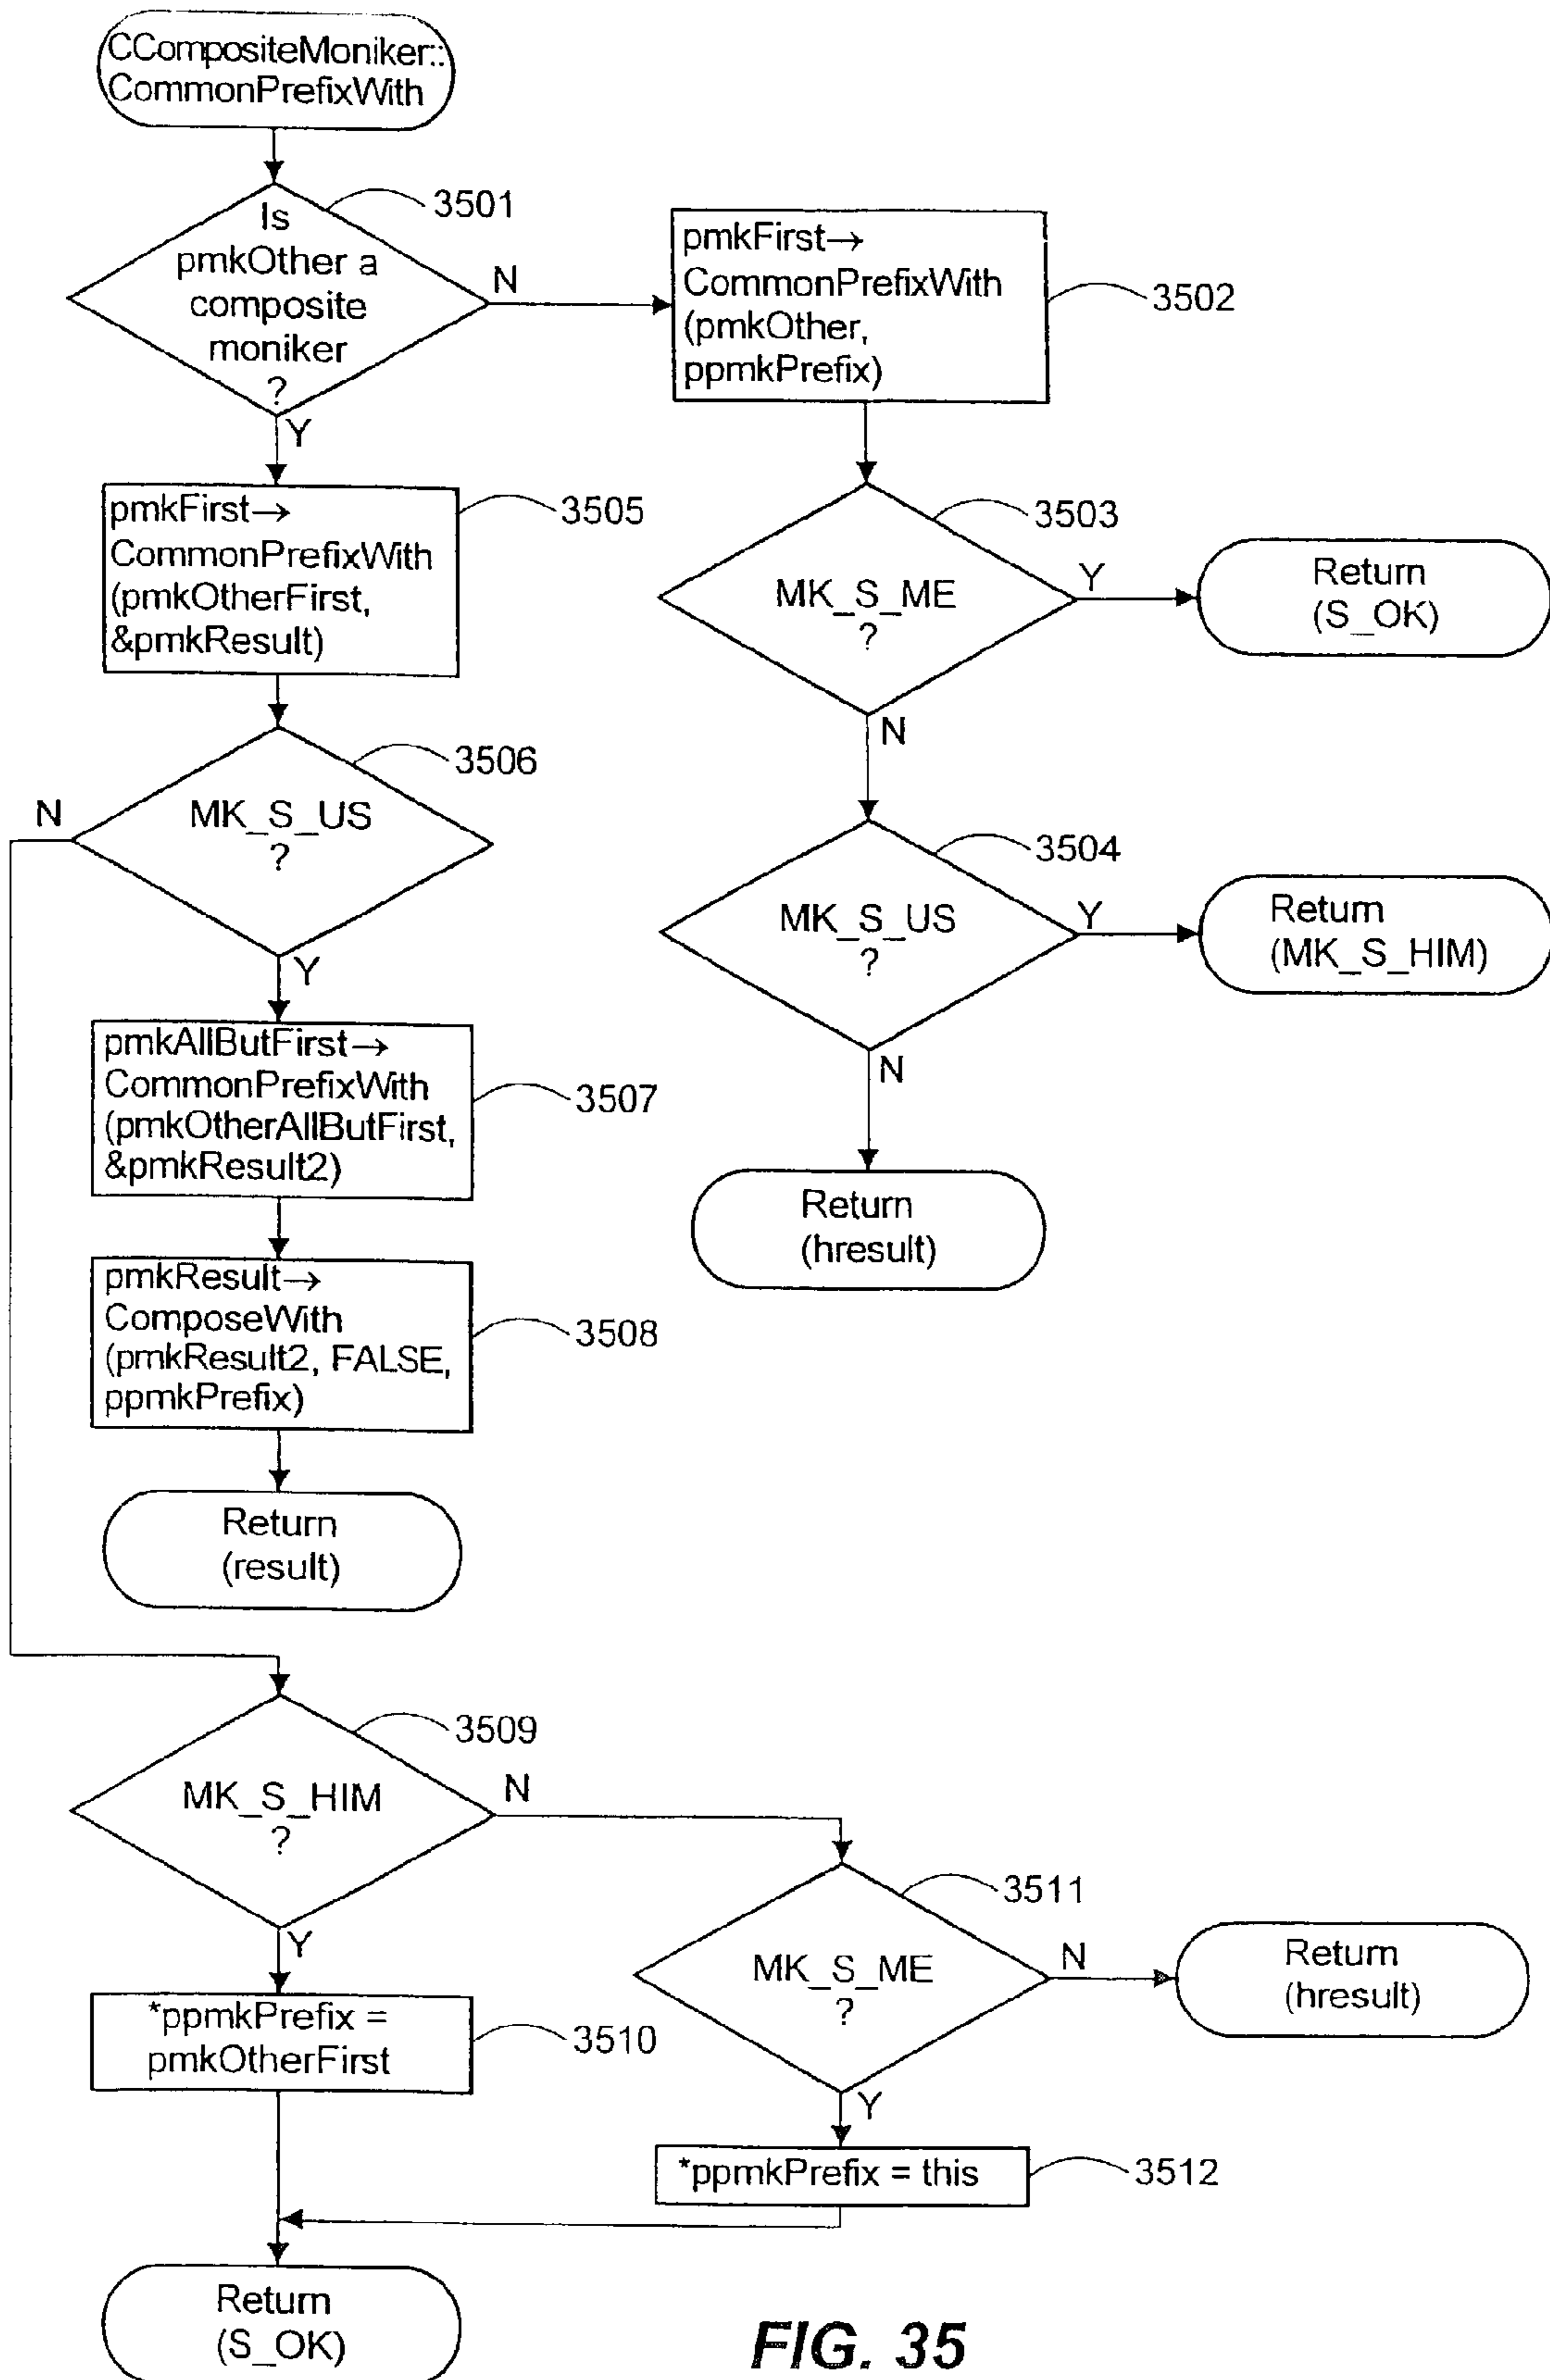 CCompositeMoniker::
CommonPrefixWith
3501
Is
pmkOther a
composite
moniker
?
N
Y
pmkFirst→
CommonPrefixWith
(pmkOther,
ppmkPrefix)
3502
pmkFirst→
CommonPrefixWith
(pmkOtherFirst,
&pmkResult)
3505
3503
MK_S_ME
?
Y
N
Return
(S_OK)
3506
MK_S_US
?
N
Y
3504
MK_S_US
?
Y
N
Return
(MK_S_HIM)
pmkAllButFirst→
CommonPrefixWith
(pmkOtherAllButFirst,
&pmkResult2)
3507
Return
(hresult)
pmkResult→
ComposeWith
(pmkResult2, FALSE,
ppmkPrefix)
3508
Return
(result)
3509
MK_S_HIM
?
N
Y
3511
MK_S_ME
?
N
Y
Return
(hresult)
*ppmkPrefix =
pmkOtherFirst
3510
*ppmkPrefix = this
3512
Return
(S_OK)
FIG. 35